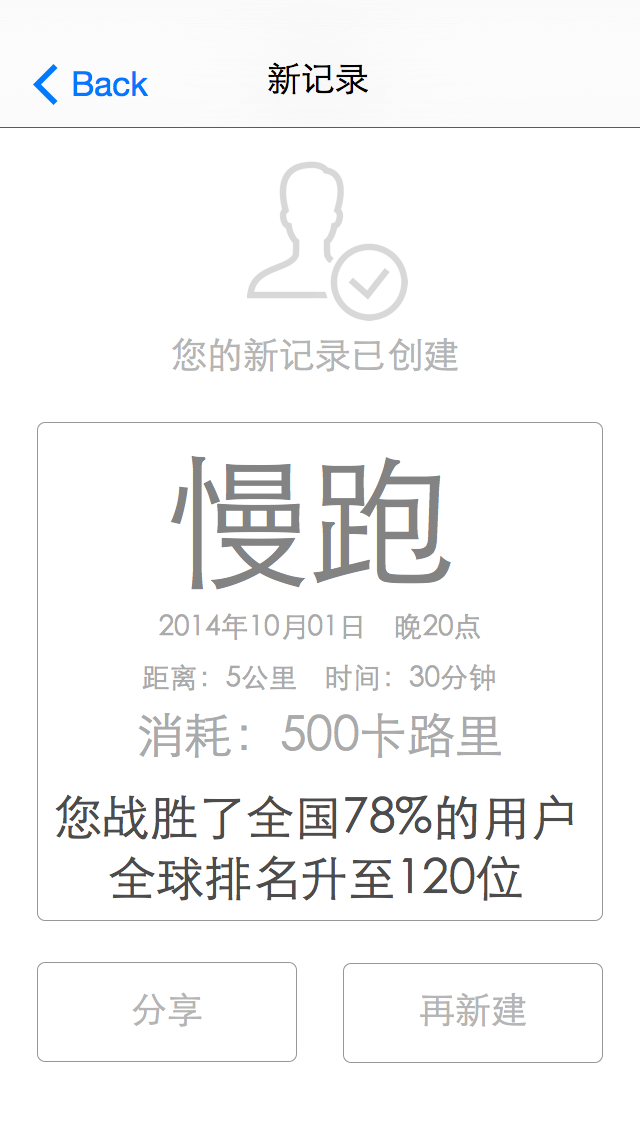 Back
新记录
您的新记录已创建
慢跑
2014年10月01日 晚20点
距离：5公里 时间：30分钟
消耗：500卡路里
您战胜了全国78%的用户
全球排名升至120位
分享
再新建